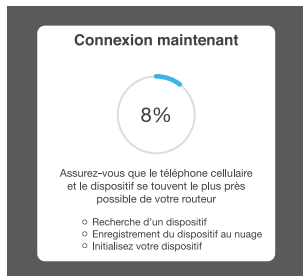 Connexion maintenant
8%
Assurez-vous que le téléphone cellulaire
et le dispositif se touvent le plus près
possible de votre routeur
Recherche d'un dispositif
Enregistrement du dispositif au nuage
Initialisez votre dispositif